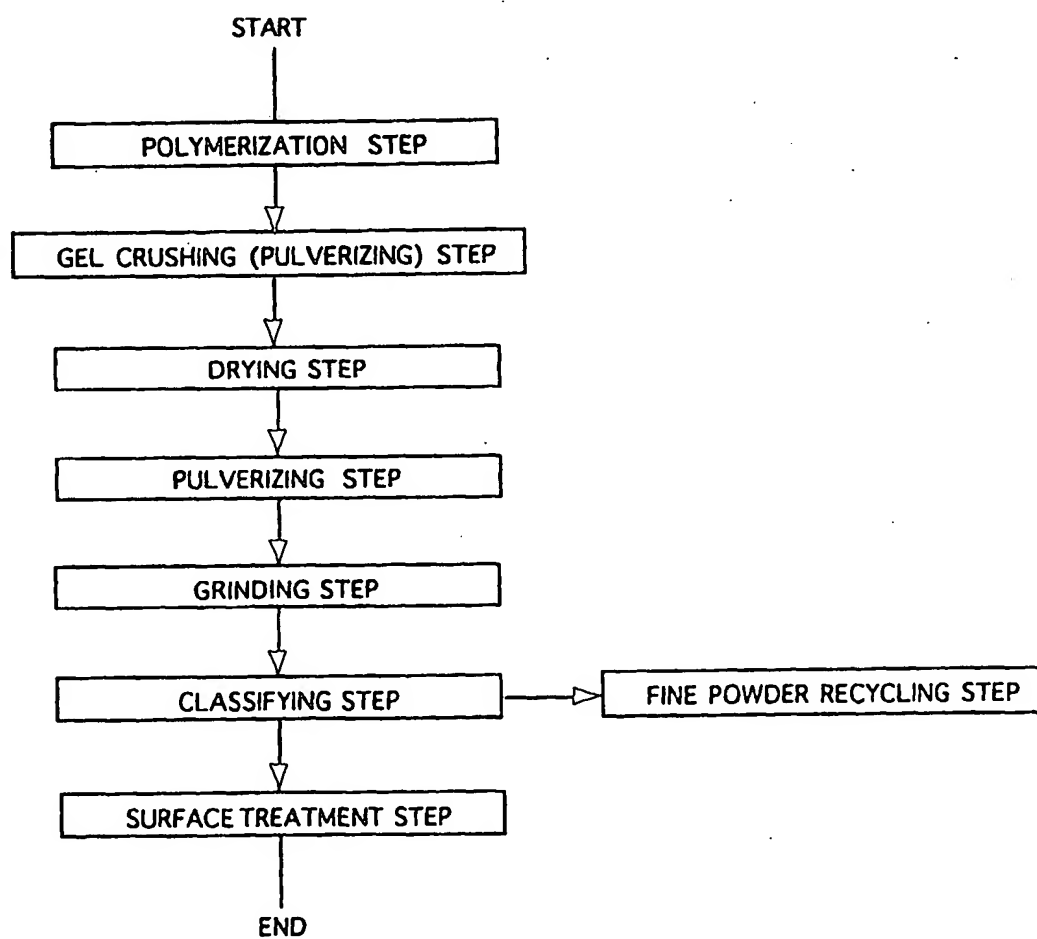 START
POLYMERIZATION STEP
GEL CRUSHING (PULVERIZING) STEP
DRYING STEP
PULVERIZING STEP
GRINDING STEP
CLASSIFYING STEP
FINE POWDER RECYCLING STEP
SURFACE TREATMENT STEP
END